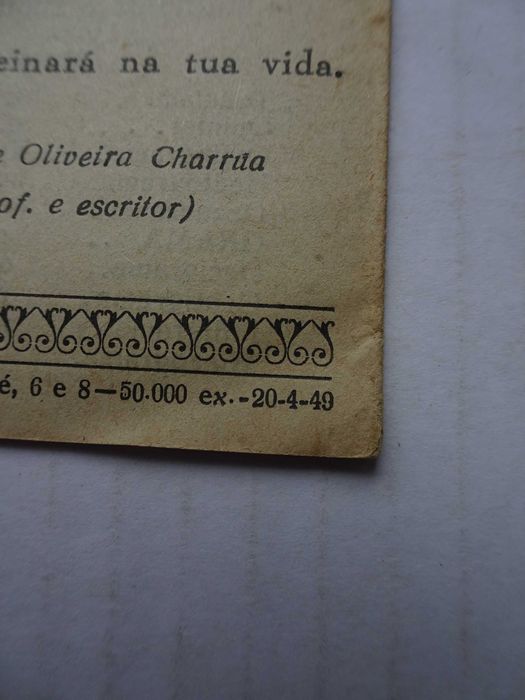 einará na tua vida.
e Oliveira Charrua
of. e escritor)
é, 6 e 8—50.000 ex.-20-4-49